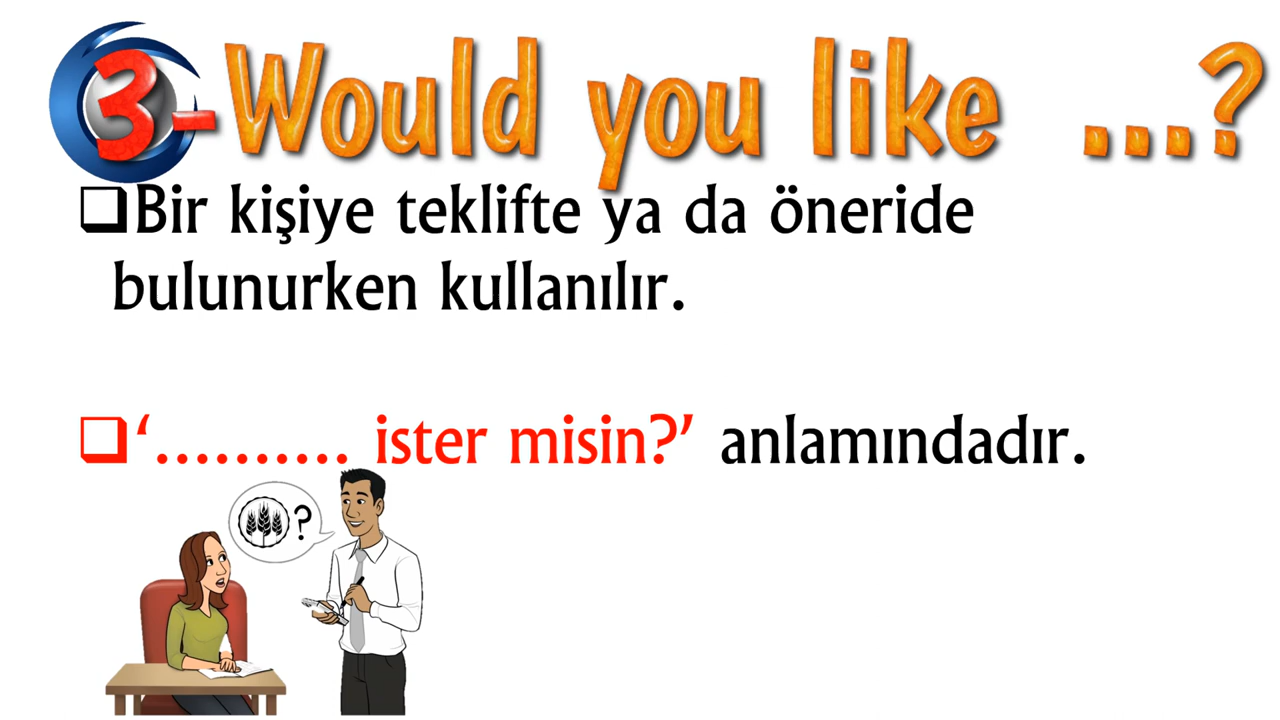 3-Would you like ...?
Bir kişiye teklifte ya da öneride
bulunurken kullanılır.
‘.......... ister misin?’ anlamındadır.
?